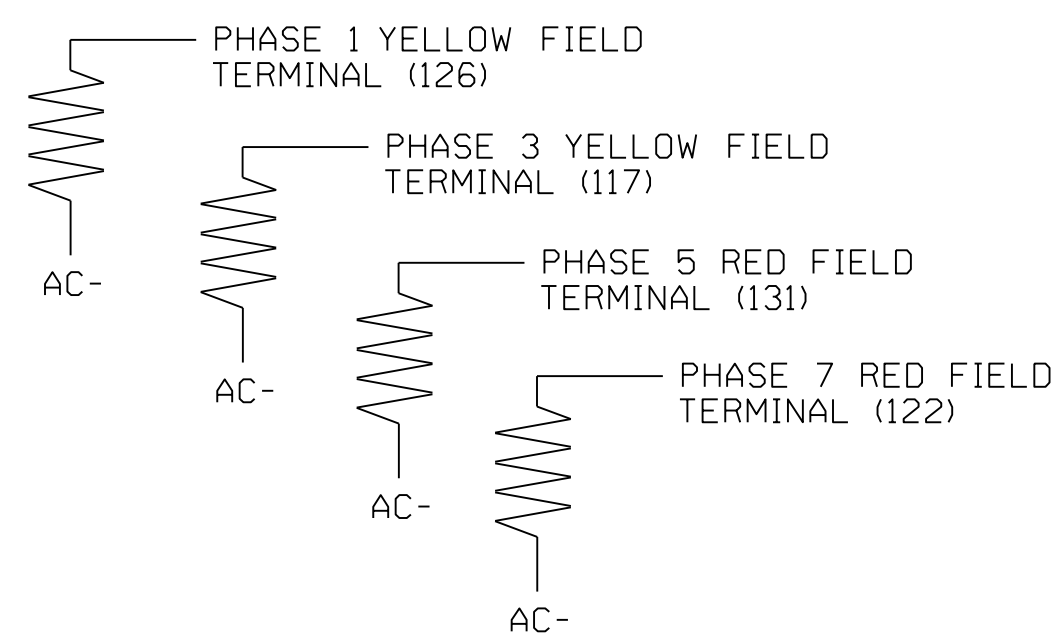 PHASE 1 YELLOW FIELD
TERMINAL (126)
AC-
PHASE 3 YELLOW FIELD
TERMINAL (117)
AC-
PHASE 5 RED FIELD
TERMINAL (131)
AC-
PHASE 7 RED FIELD
TERMINAL (122)
AC-